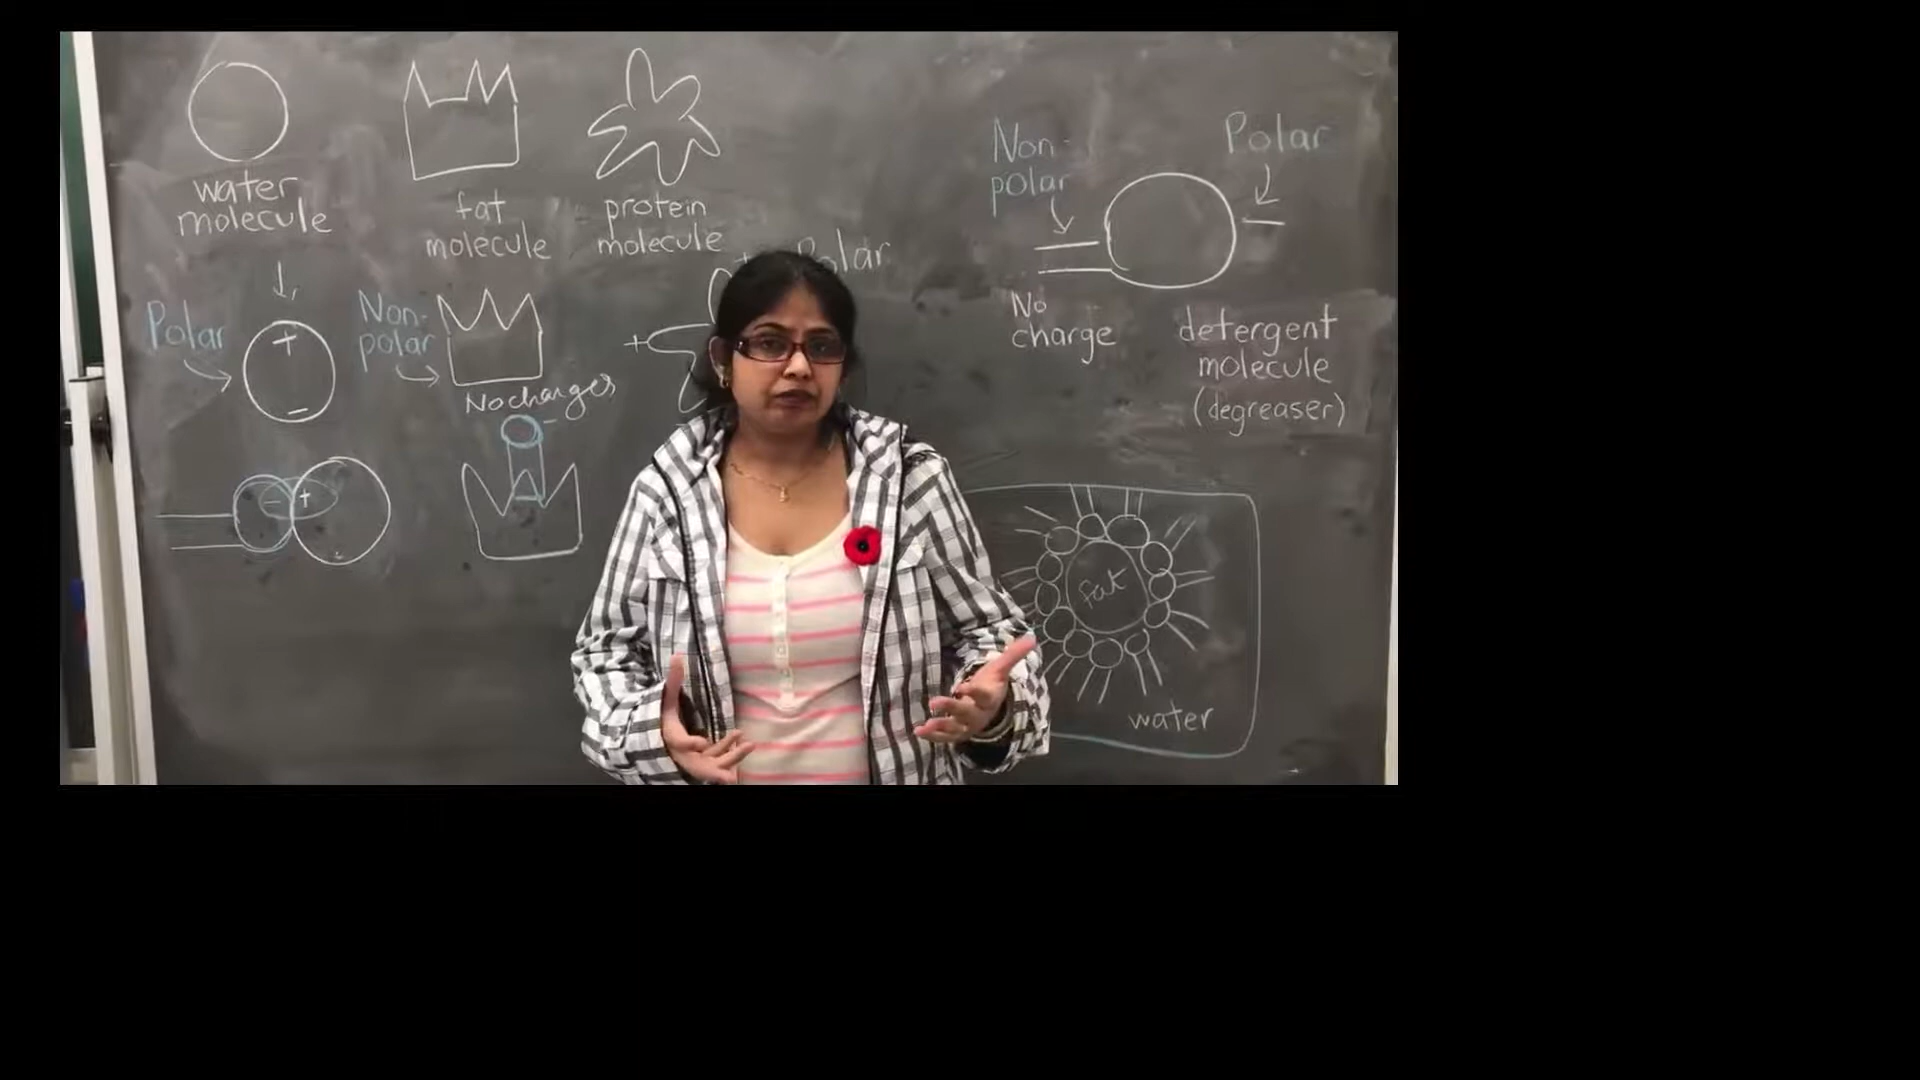 water
molecule
fat
molecule
protein
molecule
Polar
+
-
Non-
polar
No charges
-
+
Polar
- +
Non-
polar
Polar
No
charge
detergent
molecule
(degreaser)
fat
water